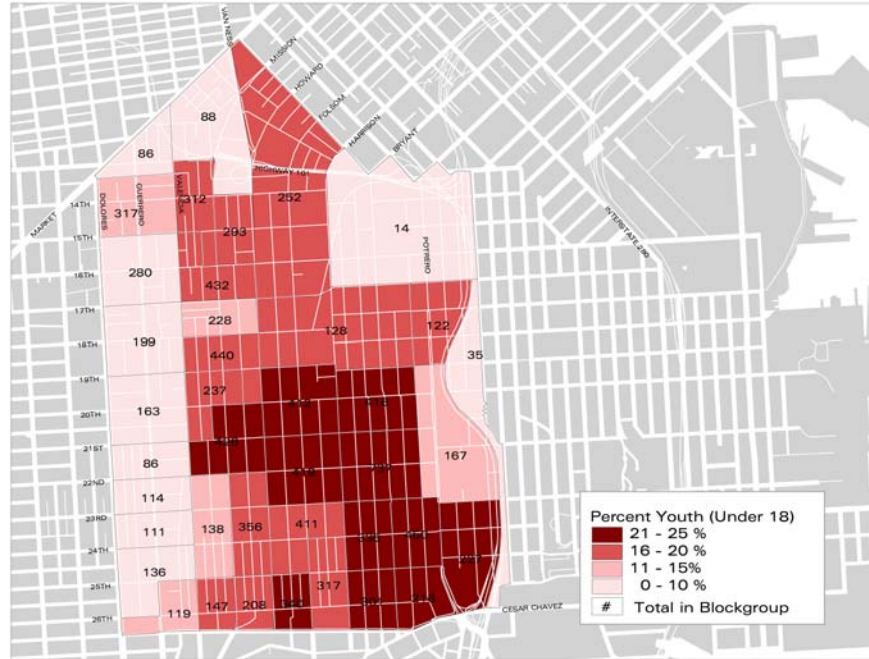 VAN NESS
MISSION
HOWARD
FOLSOM
HARRISON
BRYANT
88
86
HIGHWAY 101
DOLORES
GUERRERO
VALENCIA
MARKET
14TH
317
312
252
15TH
293
14
POTRERO
INTERSTATE 280
16TH
280
432
17TH
228
128
122
18TH
199
440
35
19TH
237
20TH
163
21ST
86
167
22ND
114
23RD
111
138
356
411
24TH
136
25TH
317
26TH
119
147
208
CESAR CHAVEZ
Percent Youth (Under 18)
21 - 25 %
16 - 20 %
11 - 15%
0 - 10 %
# Total in Blockgroup